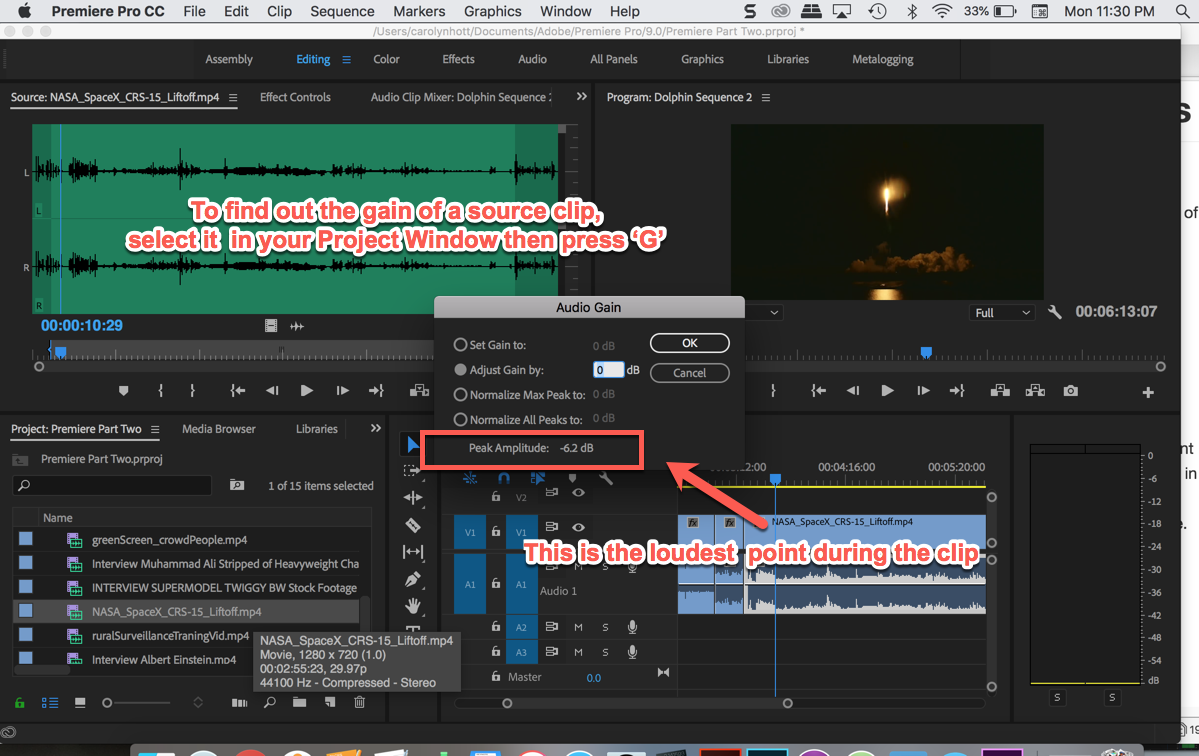 Premiere Pro CC File Edit Clip Sequence Markers Graphics Window Help 33% Mon 11:30 PM
/Users/carolynhott/Documents/Adobe/Premiere Pro/9.0/Premiere Part Two.prproj *
Assembly Editing Color Effects Audio All Panels Graphics Libraries Metalogging
Source: NASA_SpaceX_CRS-15_Liftoff.mp4 Effect Controls Audio Clip Mixer: Dolphin Sequence 2 Program: Dolphin Sequence 2
L
L
To find out the gain of a source clip,
select it in your Project Window then press ‘G’
R
R
of
00:00:10:29
Full 00:06:13:07
Audio Gain
Set Gain to: 0 dB
OK
Adjust Gain by: 0 dB
Cancel
Normalize Max Peak to: 0 dB
Normalize All Peaks to: 0 dB
Peak Amplitude: -6.2 dB
Project: Premiere Part Two Media Browser Libraries
Premiere Part Two.prproj
1 of 15 items selected
Name
greenScreen_crowdPeople.mp4
Interview Muhammad Ali Stripped of Heavyweight Cha
INTERVIEW SUPERMODEL TWIGGY BW Stock Footage
NASA_SpaceX_CRS-15_Liftoff.mp4
ruralSurveillanceTraningVid.mp4
Interview Albert Einstein.mp4
NASA_SpaceX_CRS-15_Liftoff.mp4
Movie, 1280 x 720 (1.0)
00:02:55:23, 29.97p
44100 Hz - Compressed - Stereo
:22:00 00:04:16:00 00:05:20:00
V2
V1 V1 fx fx NASA_SpaceX_CRS-15_Liftoff.mp4
This is the loudest point during the clip
A1 A1 M S
Audio 1
A2 M S
A3 M S
Master 0.0
0
-6
-12
-18
-24
-30
-36
-42
-48
-54
dB
S S
nt
in
e.